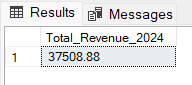 Results Messages
Total_Revenue_2024
1 37508.88